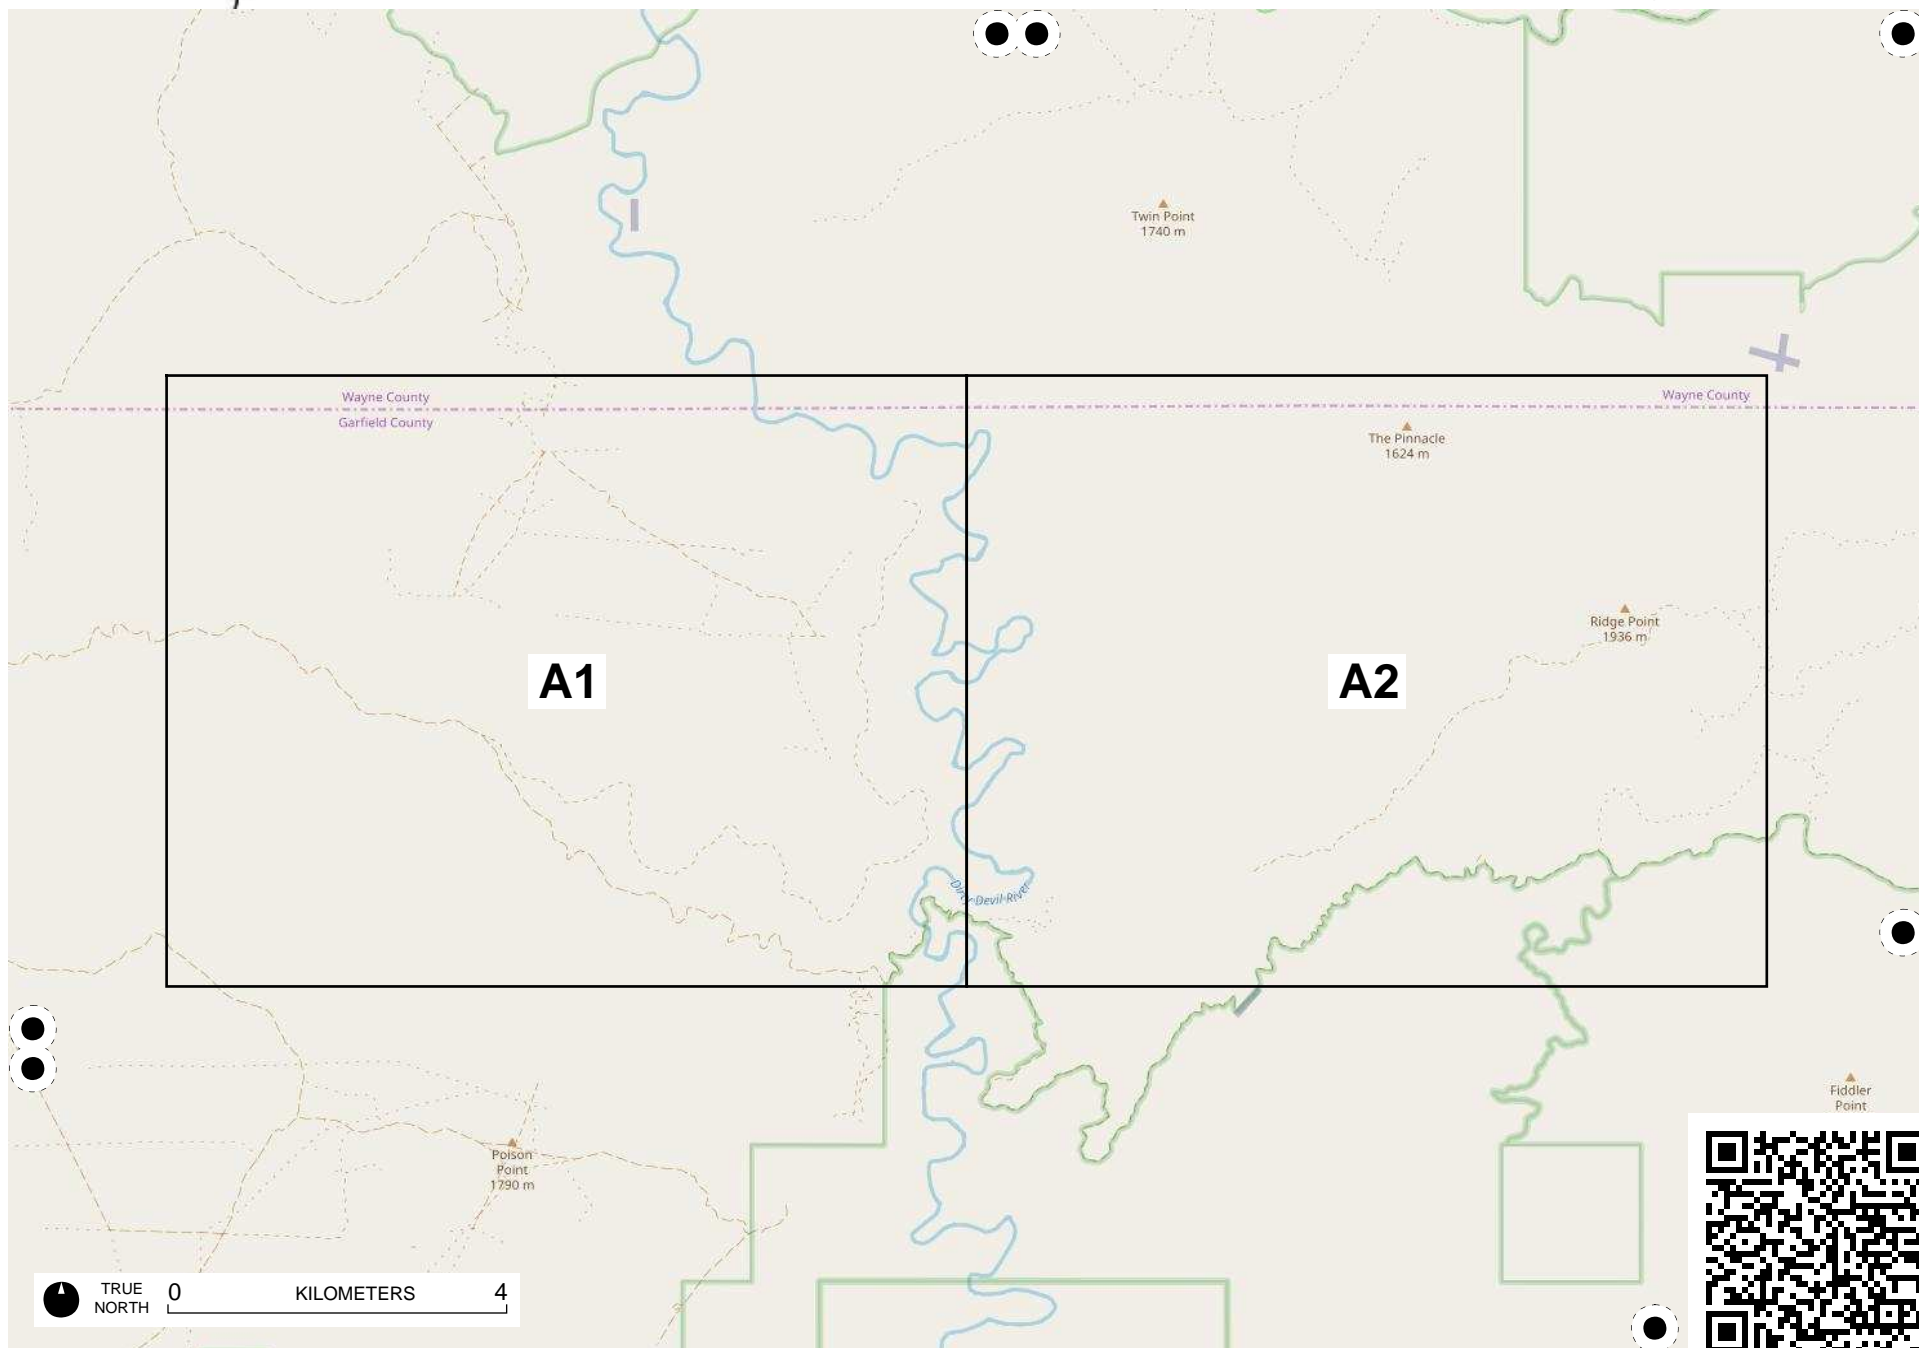 Twin Point
1740 m
Wayne County
Garfield County
Wayne County
The Pinnacle
1624 m
Ridge Point
1936 m
A1
A2
Dirty Devil River
Fiddler
Point
Poison
Point
1790 m
TRUE
NORTH
0
KILOMETERS
4